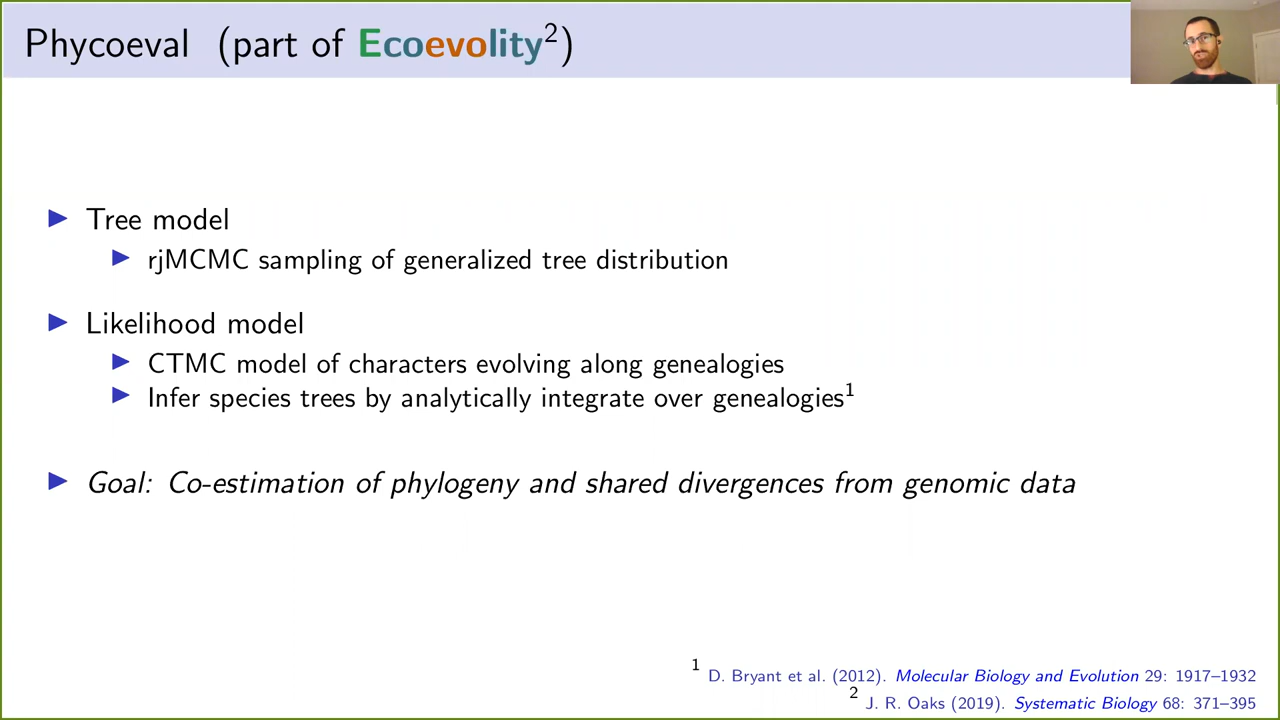 Phycoeval (part of Ecoevolity2)
Tree model
rjMCMC sampling of generalized tree distribution
Likelihood model
CTMC model of characters evolving along genealogies
Infer species trees by analytically integrate over genealogies1
Goal: Co-estimation of phylogeny and shared divergences from genomic data
1 D. Bryant et al. (2012). Molecular Biology and Evolution 29: 1917–1932
2 J. R. Oaks (2019). Systematic Biology 68: 371–395